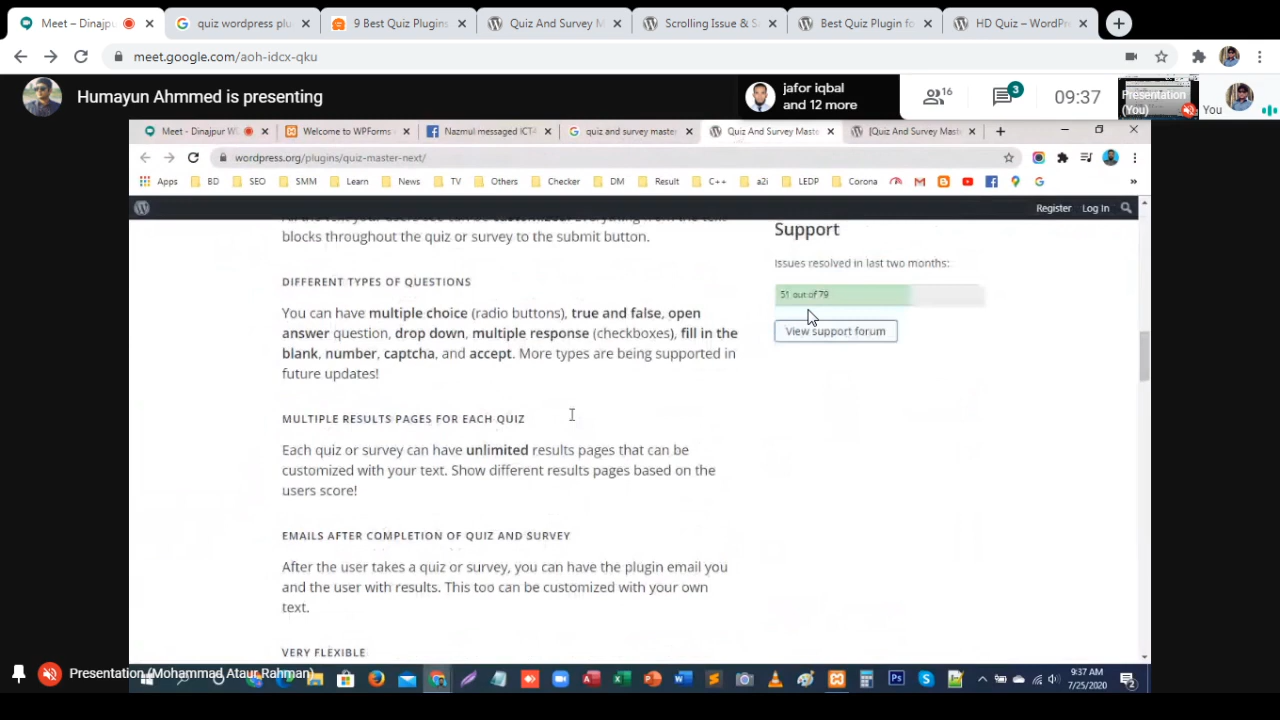 Meet – Dinajpu
quiz wordpress plu
9 Best Quiz Plugins
Quiz And Survey M
Scrolling Issue & S
Best Quiz Plugin fo
HD Quiz – WordPr
meet.google.com/aoh-idcx-qku
Humayun Ahmmed is presenting
jafor iqbal
and 12 more
16
3
09:37
Presentation
(You)
You
Meet - Dinajpur W
Welcome to WPForms
Nazmul messaged ICT
quiz and survey master
Quiz And Survey Maste
[Quiz And Survey Maste
wordpress.org/plugins/quiz-master-next/
Apps
BD
SEO
SMM
Learn
News
TV
Others
Checker
DM
Result
C++
a2i
LEDP
Corona
Register
Log In
blocks throughout the quiz or survey to the submit button.
DIFFERENT TYPES OF QUESTIONS
You can have multiple choice (radio buttons), true and false, open
answer question, drop down, multiple response (checkboxes), fill in the
blank, number, captcha, and accept. More types are being supported in
future updates!
MULTIPLE RESULTS PAGES FOR EACH QUIZ
Each quiz or survey can have unlimited results pages that can be
customized with your text. Show different results pages based on the
users score!
EMAILS AFTER COMPLETION OF QUIZ AND SURVEY
After the user takes a quiz or survey, you can have the plugin email you
and the user with results. This too can be customized with your own
text.
VERY FLEXIBLE
Support
Issues resolved in last two months:
51 out of 79
View support forum
Presentation (Mohammad Ataur Rahman)
9:37 AM
7/25/2020
2